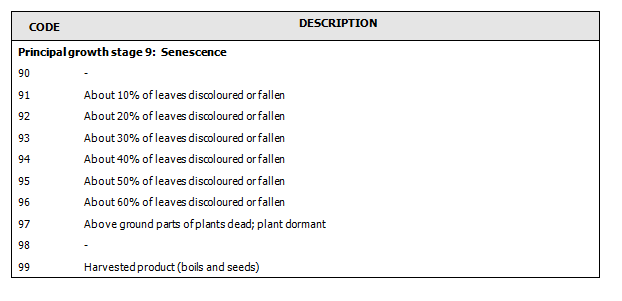 CODE DESCRIPTION
Principal growth stage 9: Senescence
90 -
91 About 10% of leaves discoloured or fallen
92 About 20% of leaves discoloured or fallen
93 About 30% of leaves discoloured or fallen
94 About 40% of leaves discoloured or fallen
95 About 50% of leaves discoloured or fallen
96 About 60% of leaves discoloured or fallen
97 Above ground parts of plants dead; plant dormant
98 -
99 Harvested product (boils and seeds)